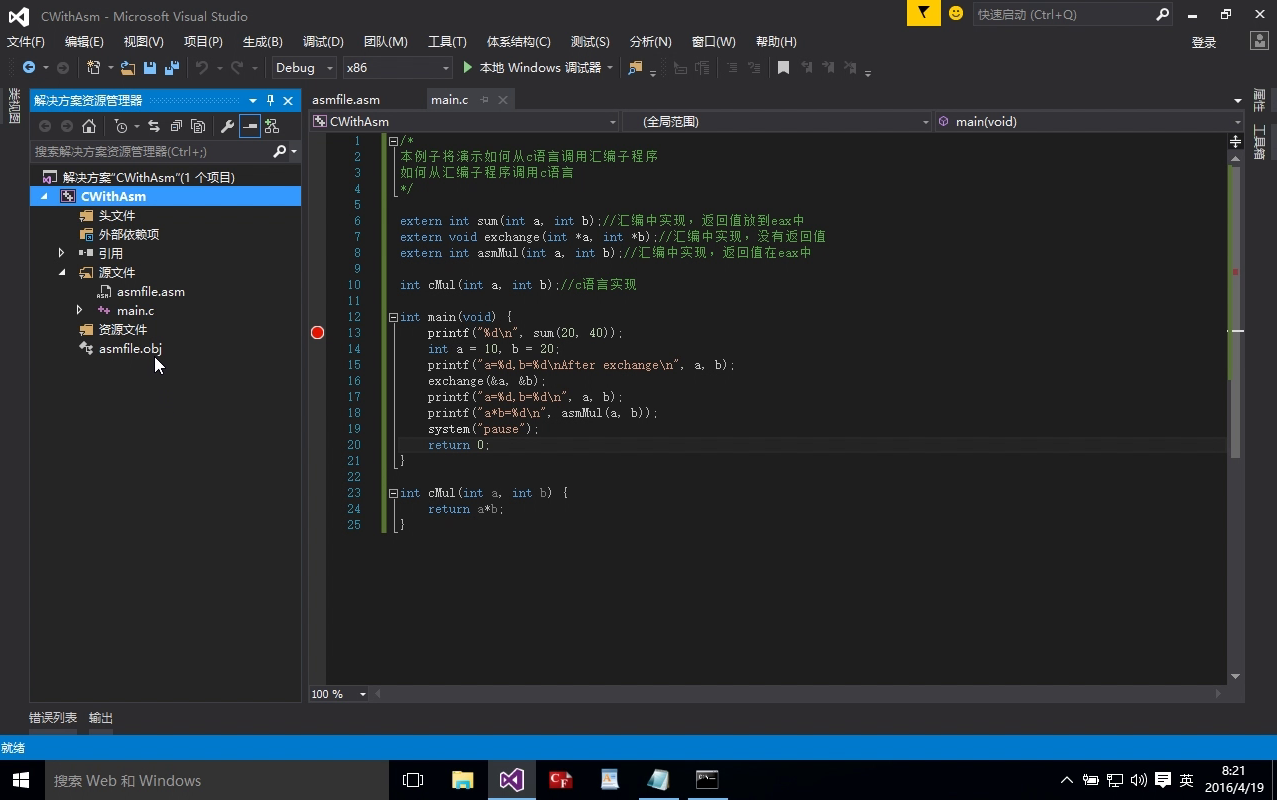 CWithAsm - Microsoft Visual Studio
快速启动 (Ctrl+Q)
文件(F) 编辑(E) 视图(V) 项目(P) 生成(B) 调试(D) 团队(M) 工具(T) 体系结构(C) 测试(S) 分析(N) 窗口(W) 帮助(H) 登录
Debug x86 本地 Windows 调试器
类视图
解决方案资源管理器
搜索解决方案资源管理器(Ctrl+;)
解决方案"CWithAsm"(1 个项目)
CWithAsm
头文件
外部依赖项
引用
源文件
asmfile.asm
main.c
资源文件
asmfile.obj
asmfile.asm main.c
CWithAsm (全局范围) main(void)
1 /*
2 本例子将演示如何从c语言调用汇编子程序
3 如何从汇编子程序调用c语言
4 */
5
6 extern int sum(int a, int b);//汇编中实现，返回值放到eax中
7 extern void exchange(int *a, int *b);//汇编中实现，没有返回值
8 extern int asmMul(int a, int b);//汇编中实现，返回值在eax中
9
10 int cMul(int a, int b);//c语言实现
11
12 int main(void) {
13 printf("%d\n", sum(20, 40));
14 int a = 10, b = 20;
15 printf("a=%d,b=%d\nAfter exchange\n", a, b);
16 exchange(&a, &b);
17 printf("a=%d,b=%d\n", a, b);
18 printf("a*b=%d\n", asmMul(a, b));
19 system("pause");
20 return 0;
21 }
22
23 int cMul(int a, int b) {
24 return a*b;
25 }
100 %
属性
工具箱
错误列表 输出
就绪
搜索 Web 和 Windows
英
8:21
2016/4/19